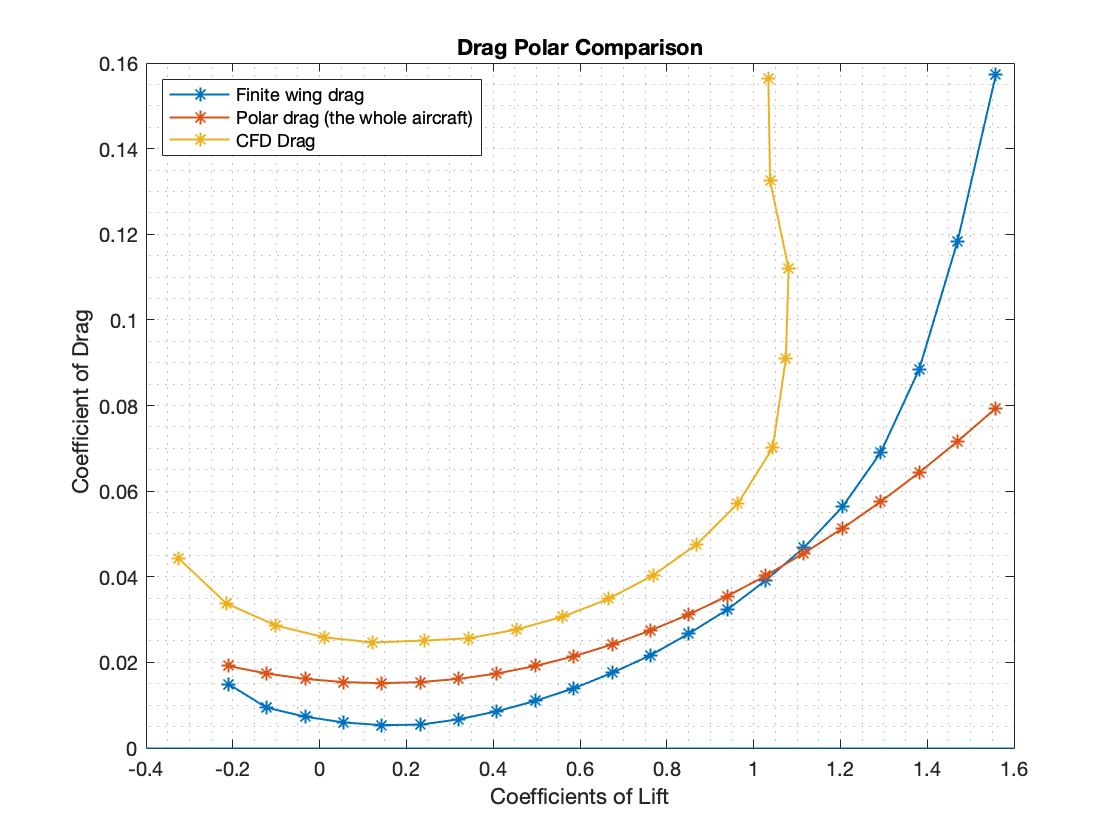 Drag Polar Comparison
0.16
0.14
0.12
0.1
0.08
0.06
0.04
0.02
0
Finite wing drag
Polar drag (the whole aircraft)
CFD Drag
Coefficient of Drag
-0.4 -0.2 0 0.2 0.4 0.6 0.8 1 1.2 1.4 1.6
Coefficients of Lift